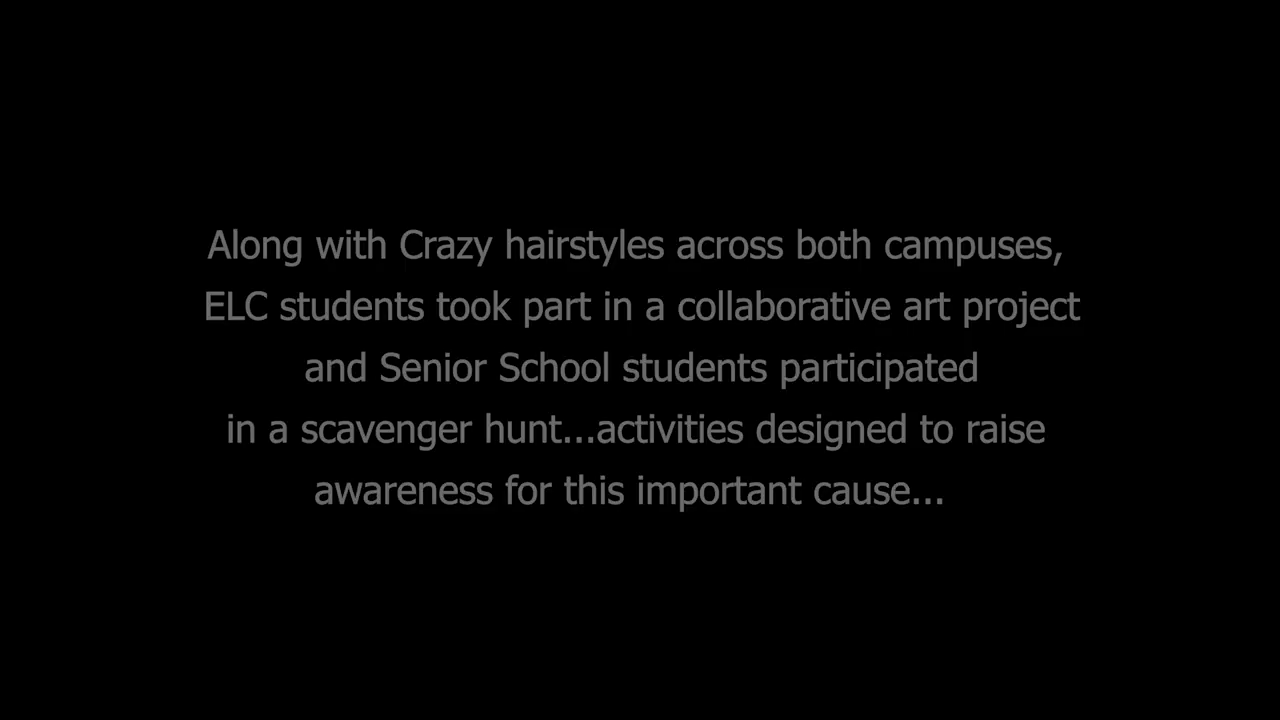 Along with Crazy hairstyles across both campuses,
ELC students took part in a collaborative art project
and Senior School students participated
in a scavenger hunt...activities designed to raise
awareness for this important cause...